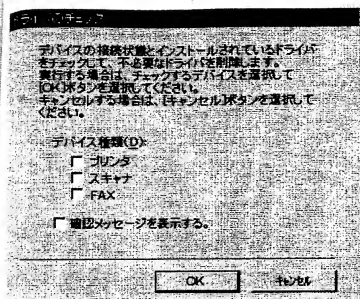 ドライバのチェック
デバイスの接続状態とインストールされているドライバ
をチェックして、不必要なドライバを削除します。
実行する場合は、チェックするデバイスを選択して
[OK]ボタンを選択してください。
キャンセルする場合は、[キャンセル]ボタンを選択して
ください。
デバイス種類(D):
プリンタ
スキャナ
FAX
確認メッセージを表示する。
OK
キャンセル